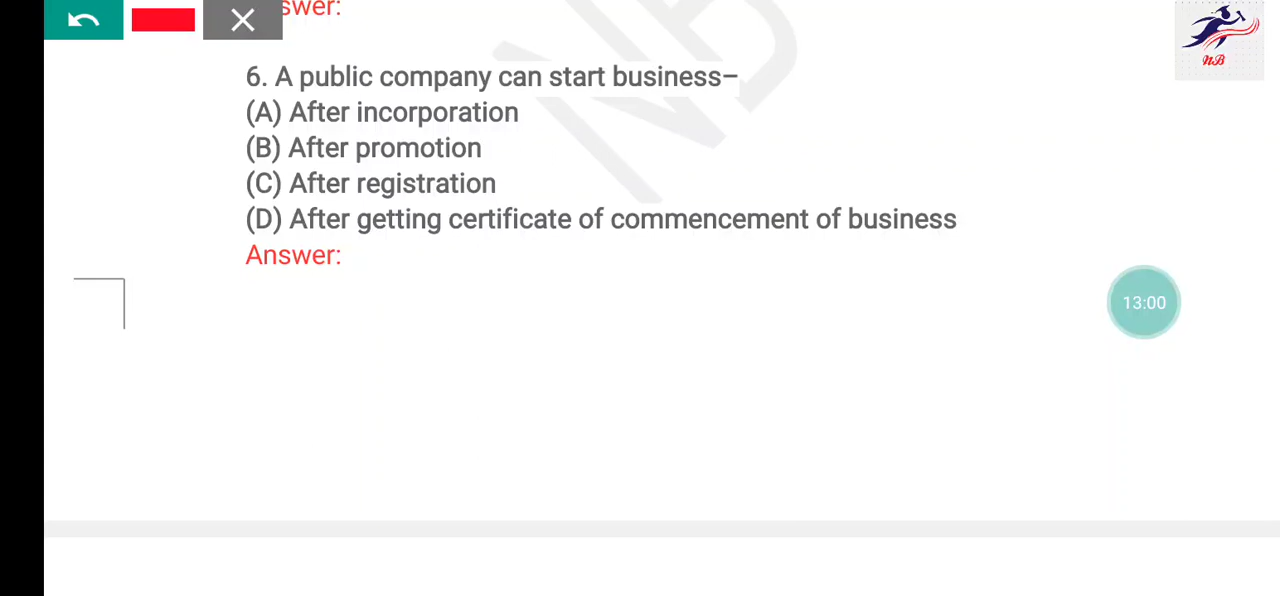 swer:
6. A public company can start business–
(A) After incorporation
(B) After promotion
(C) After registration
(D) After getting certificate of commencement of business
Answer:
13:00
NB